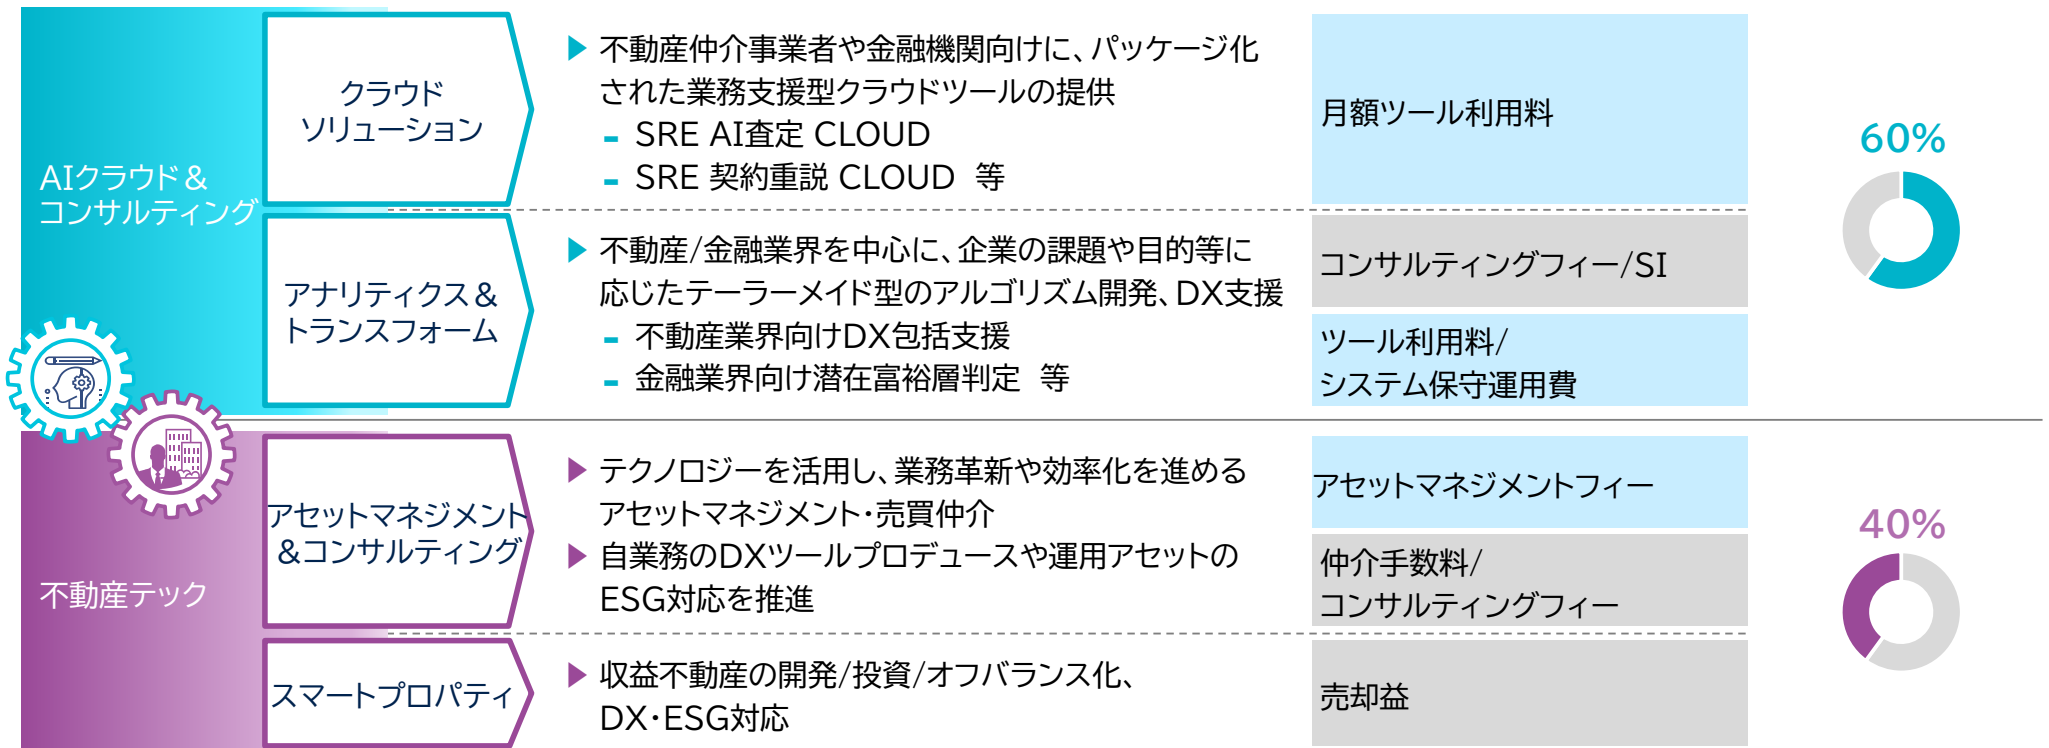 AIクラウド＆
コンサルティング
クラウド
ソリューション
不動産仲介事業者や金融機関向けに、パッケージ化
された業務支援型クラウドツールの提供
- SRE AI査定 CLOUD
- SRE 契約重説 CLOUD 等
月額ツール利用料
60%
アナリティクス＆
トランスフォーム
不動産/金融業界を中心に、企業の課題や目的等に
応じたテーラーメイド型のアルゴリズム開発、DX支援
- 不動産業界向けDX包括支援
- 金融業界向け潜在富裕層判定 等
コンサルティングフィー/SI
ツール利用料/
システム保守運用費
不動産テック
アセットマネジメント
&コンサルティング
テクノロジーを活用し、業務革新や効率化を進める
アセットマネジメント・売買仲介
自業務のDXツールプロデュースや運用アセットの
ESG対応を推進
アセットマネジメントフィー
仲介手数料/
コンサルティングフィー
40%
スマートプロパティ
収益不動産の開発/投資/オフバランス化、
DX・ESG対応
売却益